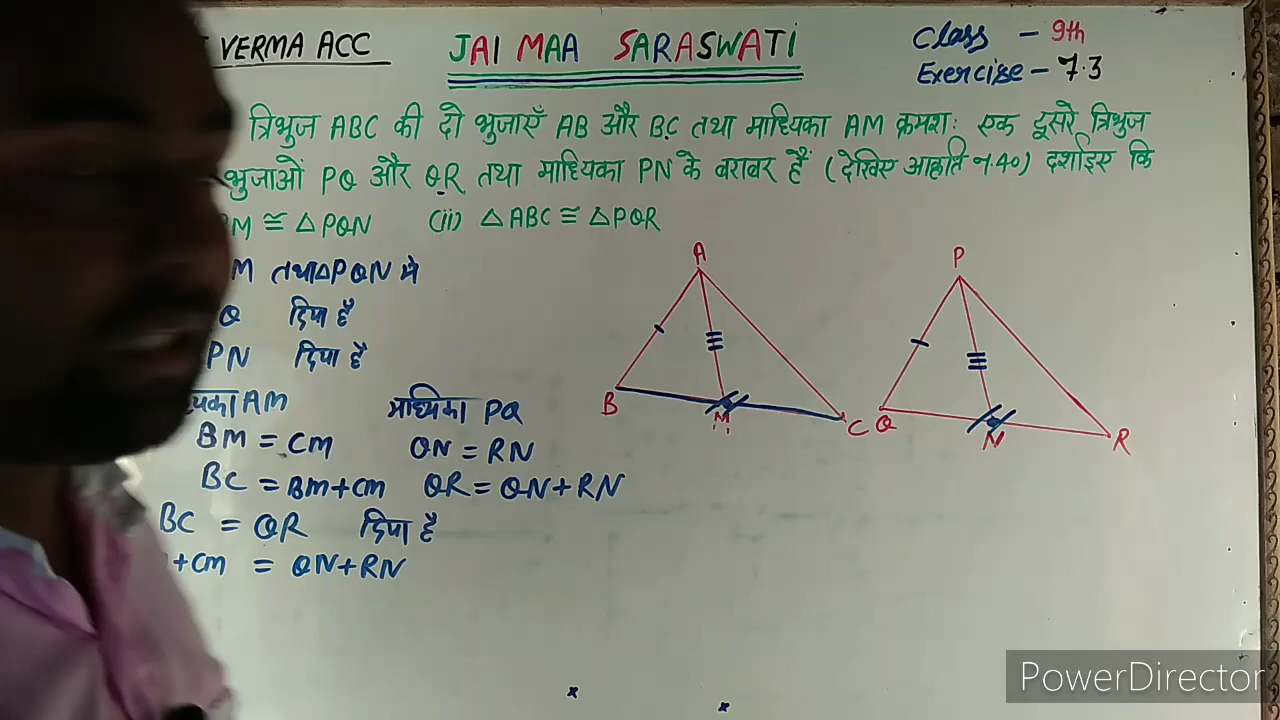 VERMA ACC
JAI MAA SARASWATI
Class - 9th
Exercise - 7.3
त्रिभुज ABC की दो भुजाएँ AB और BC तथा माध्यिका AM क्रमशः एक दूसरे त्रिभुज
भुजाओं PQ और QR तथा माध्यिका PN के बराबर हैं (देखिए आकृति 7.40) दर्शाइए कि
M ≅ △PQN (ii) △ABC ≅ △PQR
M तथा △PQN मे
Q दिया है
PN दिया है
AM माध्यिका PQ
BM = CM QN = RN
BC = BM+CM QR = QN+RN
BC = QR दिया है
+CM = QN+RN
A
B
M
C
P
Q
N
R
PowerDirector